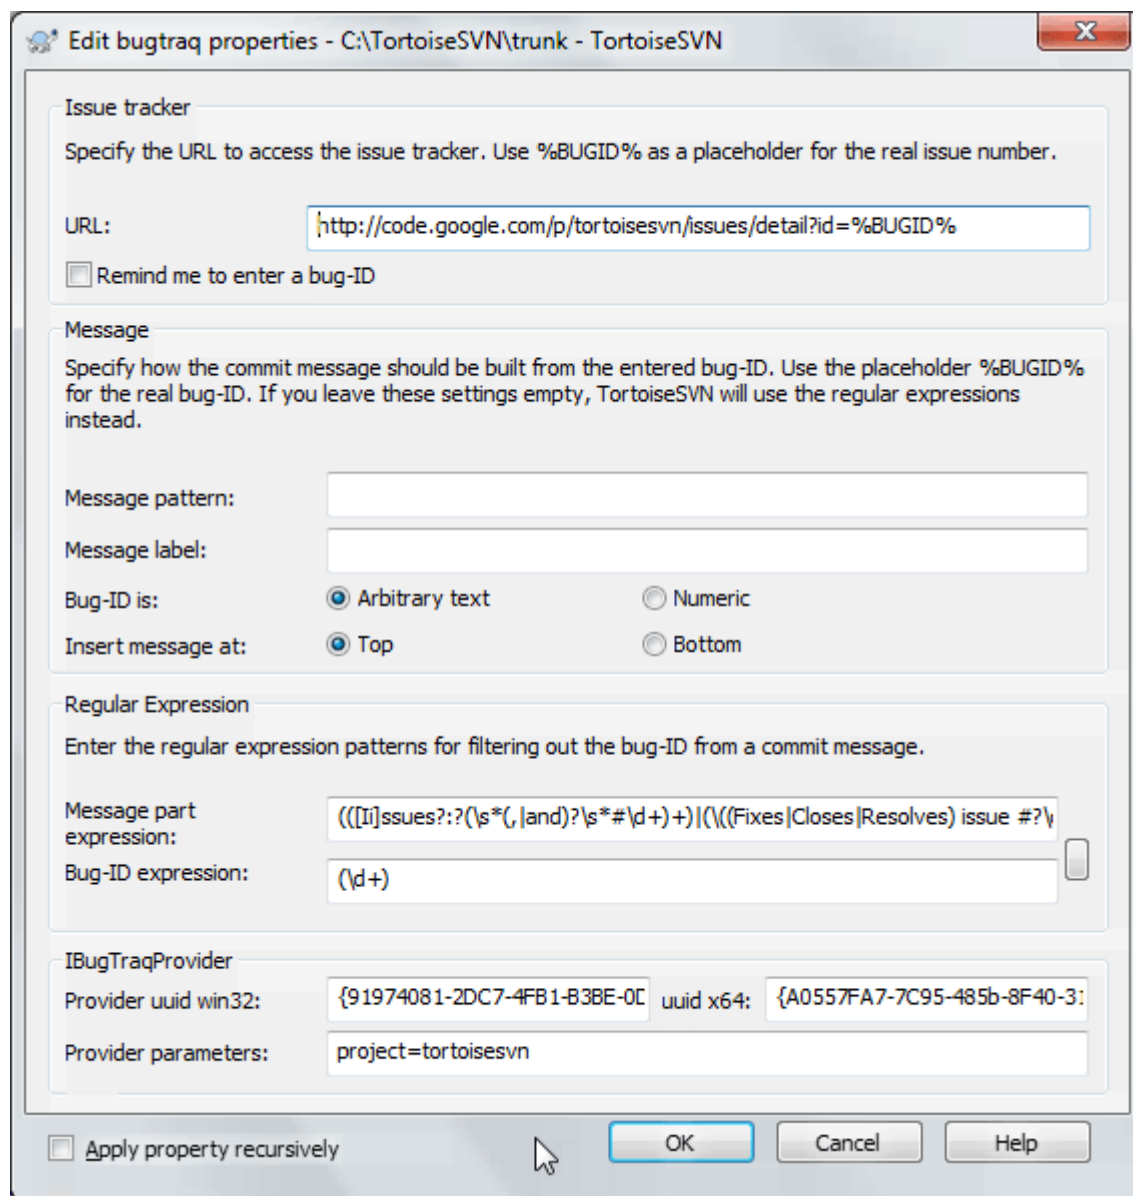 Edit bugtraq properties - C:\TortoiseSVN\trunk - TortoiseSVN
Issue tracker
Specify the URL to access the issue tracker. Use %BUGID% as a placeholder for the real issue number.
URL: http://code.google.com/p/tortoisesvn/issues/detail?id=%BUGID%
Remind me to enter a bug-ID
Message
Specify how the commit message should be built from the entered bug-ID. Use the placeholder %BUGID%
for the real bug-ID. If you leave these settings empty, TortoiseSVN will use the regular expressions
instead.
Message pattern:
Message label:
Bug-ID is: Arbitrary text Numeric
Insert message at: Top Bottom
Regular Expression
Enter the regular expression patterns for filtering out the bug-ID from a commit message.
Message part
expression: (([Ii]ssues?:?(\s*(,|and)?\s*#\d+)+)|(\((Fixes|Closes|Resolves) issue #?\
Bug-ID expression: (\d+)
IBugTraqProvider
Provider uuid win32: {91974081-2DC7-4FB1-B3BE-0D uuid x64: {A0557FA7-7C95-485b-8F40-31
Provider parameters: project=tortoisesvn
Apply property recursively OK Cancel Help